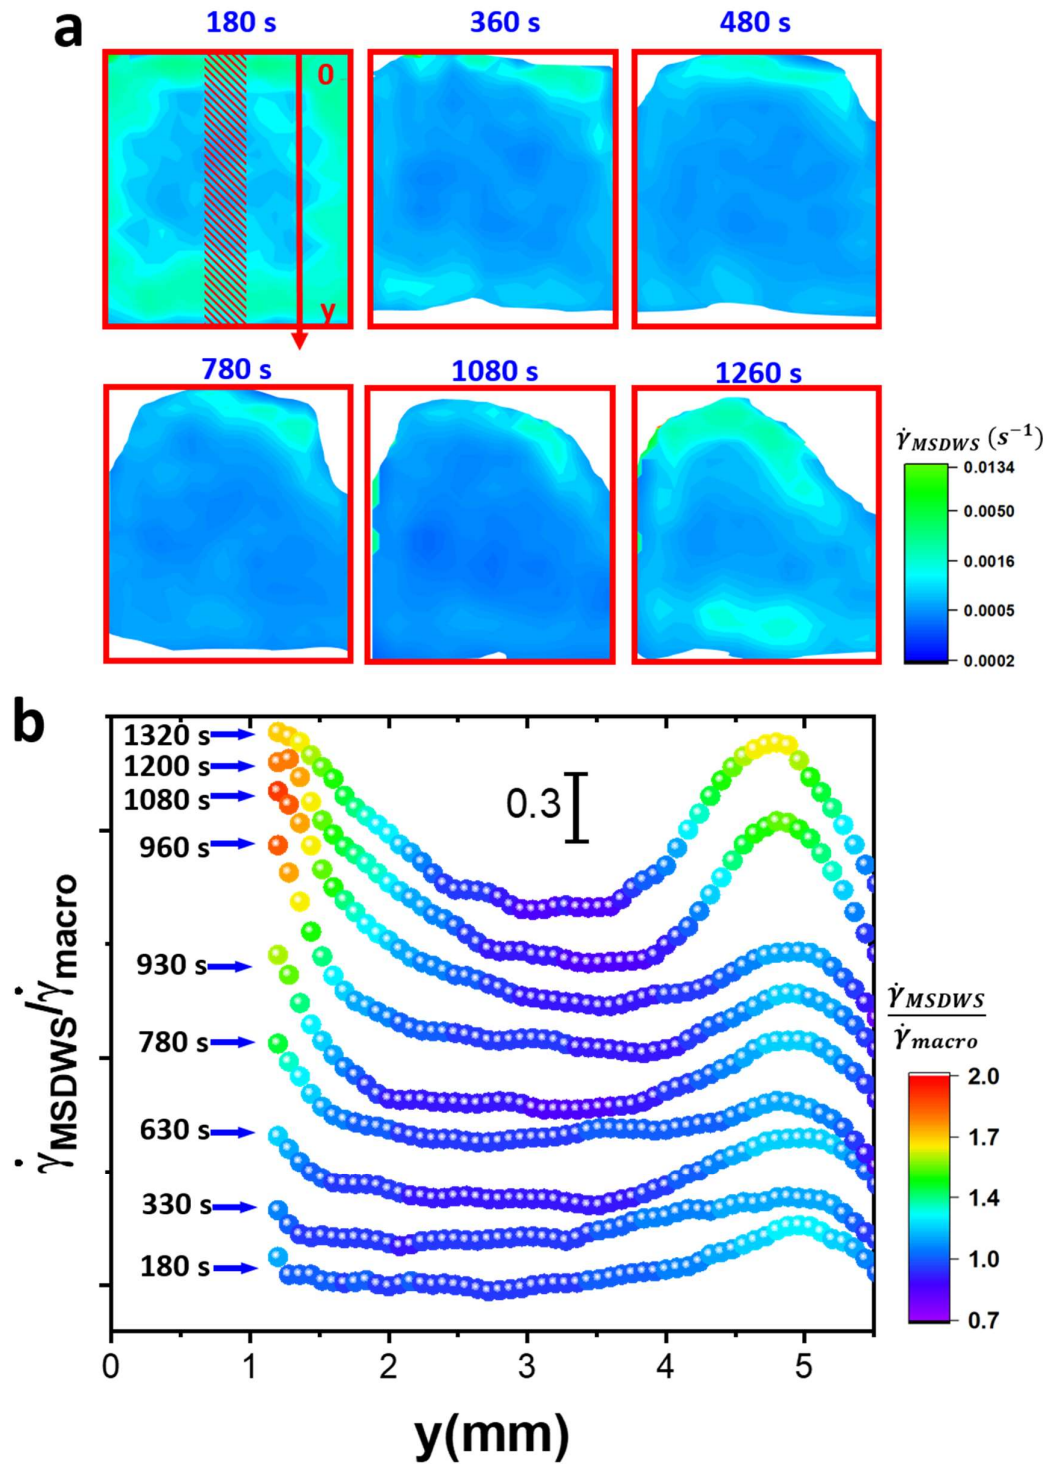 a
180 s
360 s
480 s
0
y
780 s
1080 s
1260 s
γ̇MSDWS (s⁻¹)
0.0134
0.0050
0.0016
0.0005
0.0002
b
1320 s
1200 s
1080 s
960 s
930 s
780 s
630 s
330 s
180 s
0.3
γ̇MSDWS/γ̇macro
γ̇MSDWS
γ̇macro
2.0
1.7
1.4
1.0
0.7
0 1 2 3 4 5
y(mm)